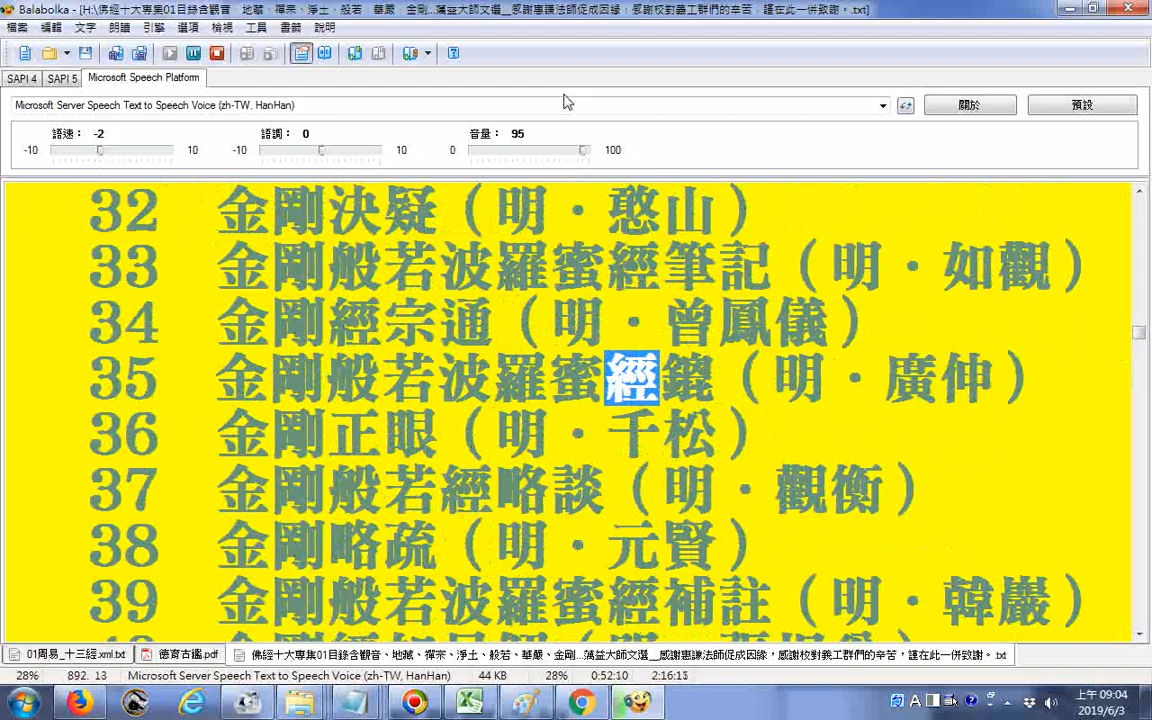 Balabolka - [H:\佛經十大專集01目錄含觀音、地藏、禪宗、淨土、般若、華嚴、金剛...蕅益大師文選__感謝惠謙法師促成因緣，感謝校對義工群們的辛苦，謹在此一併致謝。.txt]
檔案 編輯 文字 朗讀 引擎 選項 檢視 工具 書籤 說明
SAPI 4 SAPI 5 Microsoft Speech Platform
Microsoft Server Speech Text to Speech Voice (zh-TW, HanHan) 關於 預設
語速： -2 語調： 0 音量： 95
-10 10 -10 10 0 100
32 金剛決疑（明・憨山）
33 金剛般若波羅蜜經筆記（明・如觀）
34 金剛經宗通（明・曾鳳儀）
35 金剛般若波羅蜜經鎞（明・廣伸）
36 金剛正眼（明・千松）
37 金剛般若經略談（明・觀衡）
38 金剛略疏（明・元賢）
39 金剛般若波羅蜜經補註（明・韓巖）
01周易_十三經.xml.txt 德育古鑑.pdf 佛經十大專集01目錄含觀音、地藏、禪宗、淨土、般若、華嚴、金剛...蕅益大師文選__感謝惠謙法師促成因緣，感謝校對義工群們的辛苦，謹在此一併致謝。.txt
28% 892. 13 Microsoft Server Speech Text to Speech Voice (zh-TW, HanHan) 44 KB 28% 0:52:10 2:16:13
上午 09:04
2019/6/3